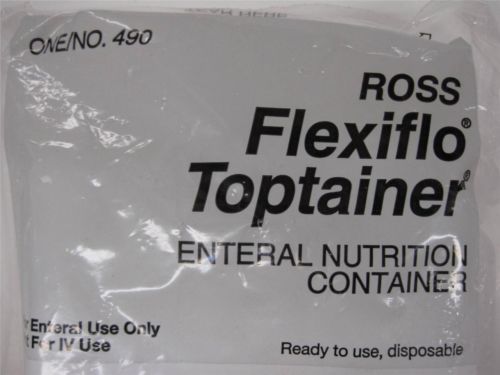 ONE/NO. 490
ROSS
Flexiflo®
Toptainer®
ENTERAL NUTRITION
CONTAINER
Enteral Use Only
For IV Use
Ready to use, disposable